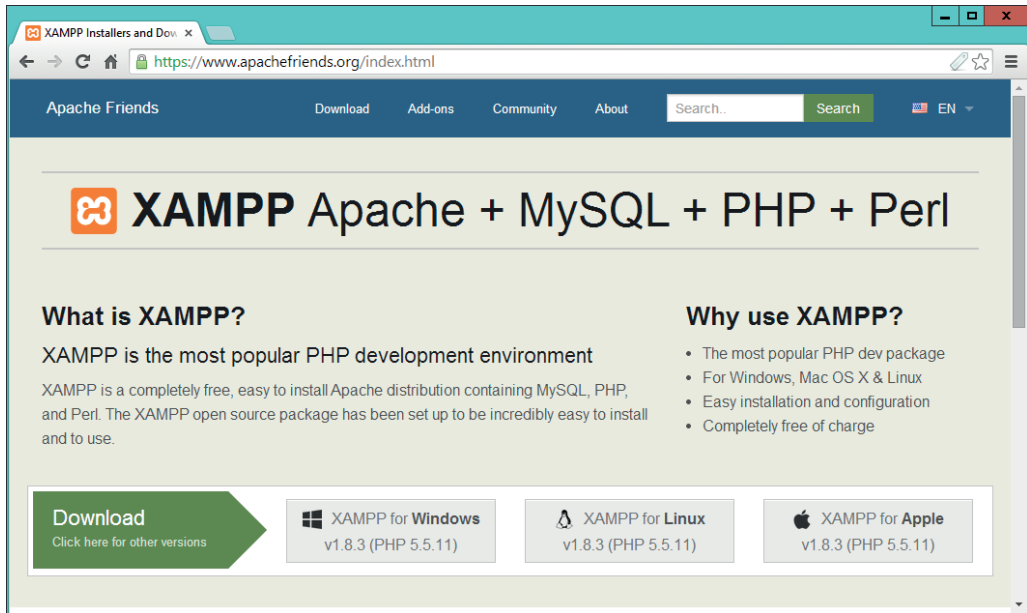 XAMPP Installers and Dow
https://www.apachefriends.org/index.html
Apache Friends
Download
Add-ons
Community
About
Search..
Search
EN
XAMPP Apache + MySQL + PHP + Perl
What is XAMPP?
XAMPP is the most popular PHP development environment
XAMPP is a completely free, easy to install Apache distribution containing MySQL, PHP,
and Perl. The XAMPP open source package has been set up to be incredibly easy to install
and to use.
Why use XAMPP?
• The most popular PHP dev package
• For Windows, Mac OS X & Linux
• Easy installation and configuration
• Completely free of charge
Download
Click here for other versions
XAMPP for Windows
v1.8.3 (PHP 5.5.11)
XAMPP for Linux
v1.8.3 (PHP 5.5.11)
XAMPP for Apple
v1.8.3 (PHP 5.5.11)